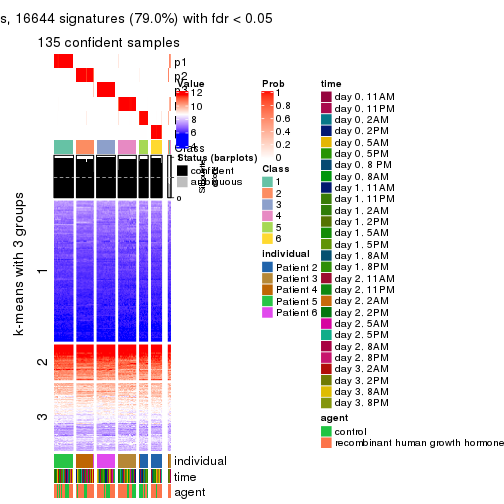 s, 16644 signatures (79.0%) with fdr < 0.05
135 confident samples
p1
p2
Value
12
10
8
Class
Status (barplots)
confident
ambiguous
0
k-means with 3 groups
1
2
3
individual
time
agent
Prob
1
0.8
0.6
0.4
0.2
0
Class
1
2
3
4
5
6
individual
Patient 2
Patient 3
Patient 4
Patient 5
Patient 6
time
day 0. 11AM
day 0. 11PM
day 0. 2AM
day 0. 2PM
day 0. 5AM
day 0. 5PM
day 0. 8 PM
day 0. 8AM
day 1. 11AM
day 1. 11PM
day 1. 2AM
day 1. 2PM
day 1. 5AM
day 1. 5PM
day 1. 8AM
day 1. 8PM
day 2. 11AM
day 2. 11PM
day 2. 2AM
day 2. 2PM
day 2. 5AM
day 2. 5PM
day 2. 8AM
day 2. 8PM
day 3. 2AM
day 3. 2PM
day 3. 8AM
day 3. 8PM
agent
control
recombinant human growth hormone